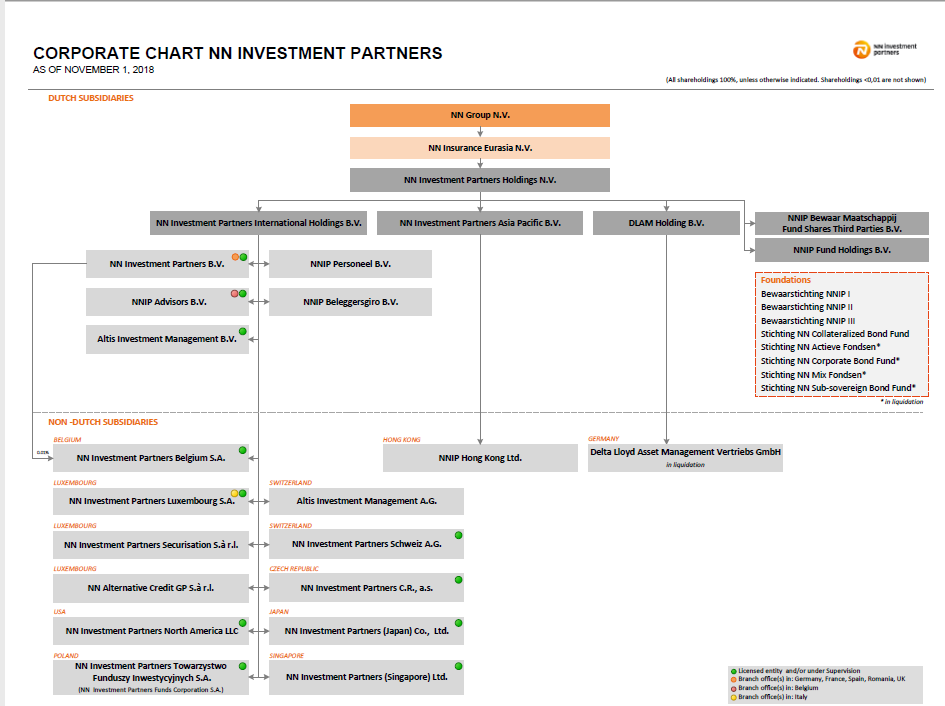 CORPORATE CHART NN INVESTMENT PARTNERS
AS OF NOVEMBER 1, 2018
nn investment
partners
(All shareholdings 100%, unless otherwise indicated. Shareholdings <0,01 are not shown)
DUTCH SUBSIDIARIES
NN Group N.V.
NN Insurance Eurasia N.V.
NN Investment Partners Holdings N.V.
NN Investment Partners International Holdings B.V.
NN Investment Partners Asia Pacific B.V.
DLAM Holding B.V.
NNIP Bewaar Maatschappij
Fund Shares Third Parties B.V.
NNIP Fund Holdings B.V.
NN Investment Partners B.V.
NNIP Personeel B.V.
NNIP Advisors B.V.
NNIP Beleggersgiro B.V.
Altis Investment Management B.V.
Foundations
Bewaarstichting NNIP I
Bewaarstichting NNIP II
Bewaarstichting NNIP III
Stichting NN Collateralized Bond Fund
Stichting NN Actieve Fondsen*
Stichting NN Corporate Bond Fund*
Stichting NN Mix Fondsen*
Stichting NN Sub-sovereign Bond Fund*
* in liquidation
NON -DUTCH SUBSIDIARIES
BELGIUM
NN Investment Partners Belgium S.A.
HONG KONG
NNIP Hong Kong Ltd.
GERMANY
Delta Lloyd Asset Management Vertriebs GmbH
in liquidation
LUXEMBOURG
NN Investment Partners Luxembourg S.A.
SWITZERLAND
Altis Investment Management A.G.
LUXEMBOURG
NN Investment Partners Securisation S.à r.l.
SWITZERLAND
NN Investment Partners Schweiz A.G.
LUXEMBOURG
NN Alternative Credit GP S.à r.l.
CZECH REPUBLIC
NN Investment Partners C.R., a.s.
USA
NN Investment Partners North America LLC
JAPAN
NN Investment Partners (Japan) Co., Ltd.
POLAND
NN Investment Partners Towarzystwo
Funduszy Inwestycyjnych S.A.
(NN Investment Partners Funds Corporation S.A.)
SINGAPORE
NN Investment Partners (Singapore) Ltd.
Licensed entity and/or under Supervision
Branch office(s) in: Germany, France, Spain, Romania, UK
Branch office(s) in: Belgium
Branch office(s) in: Italy